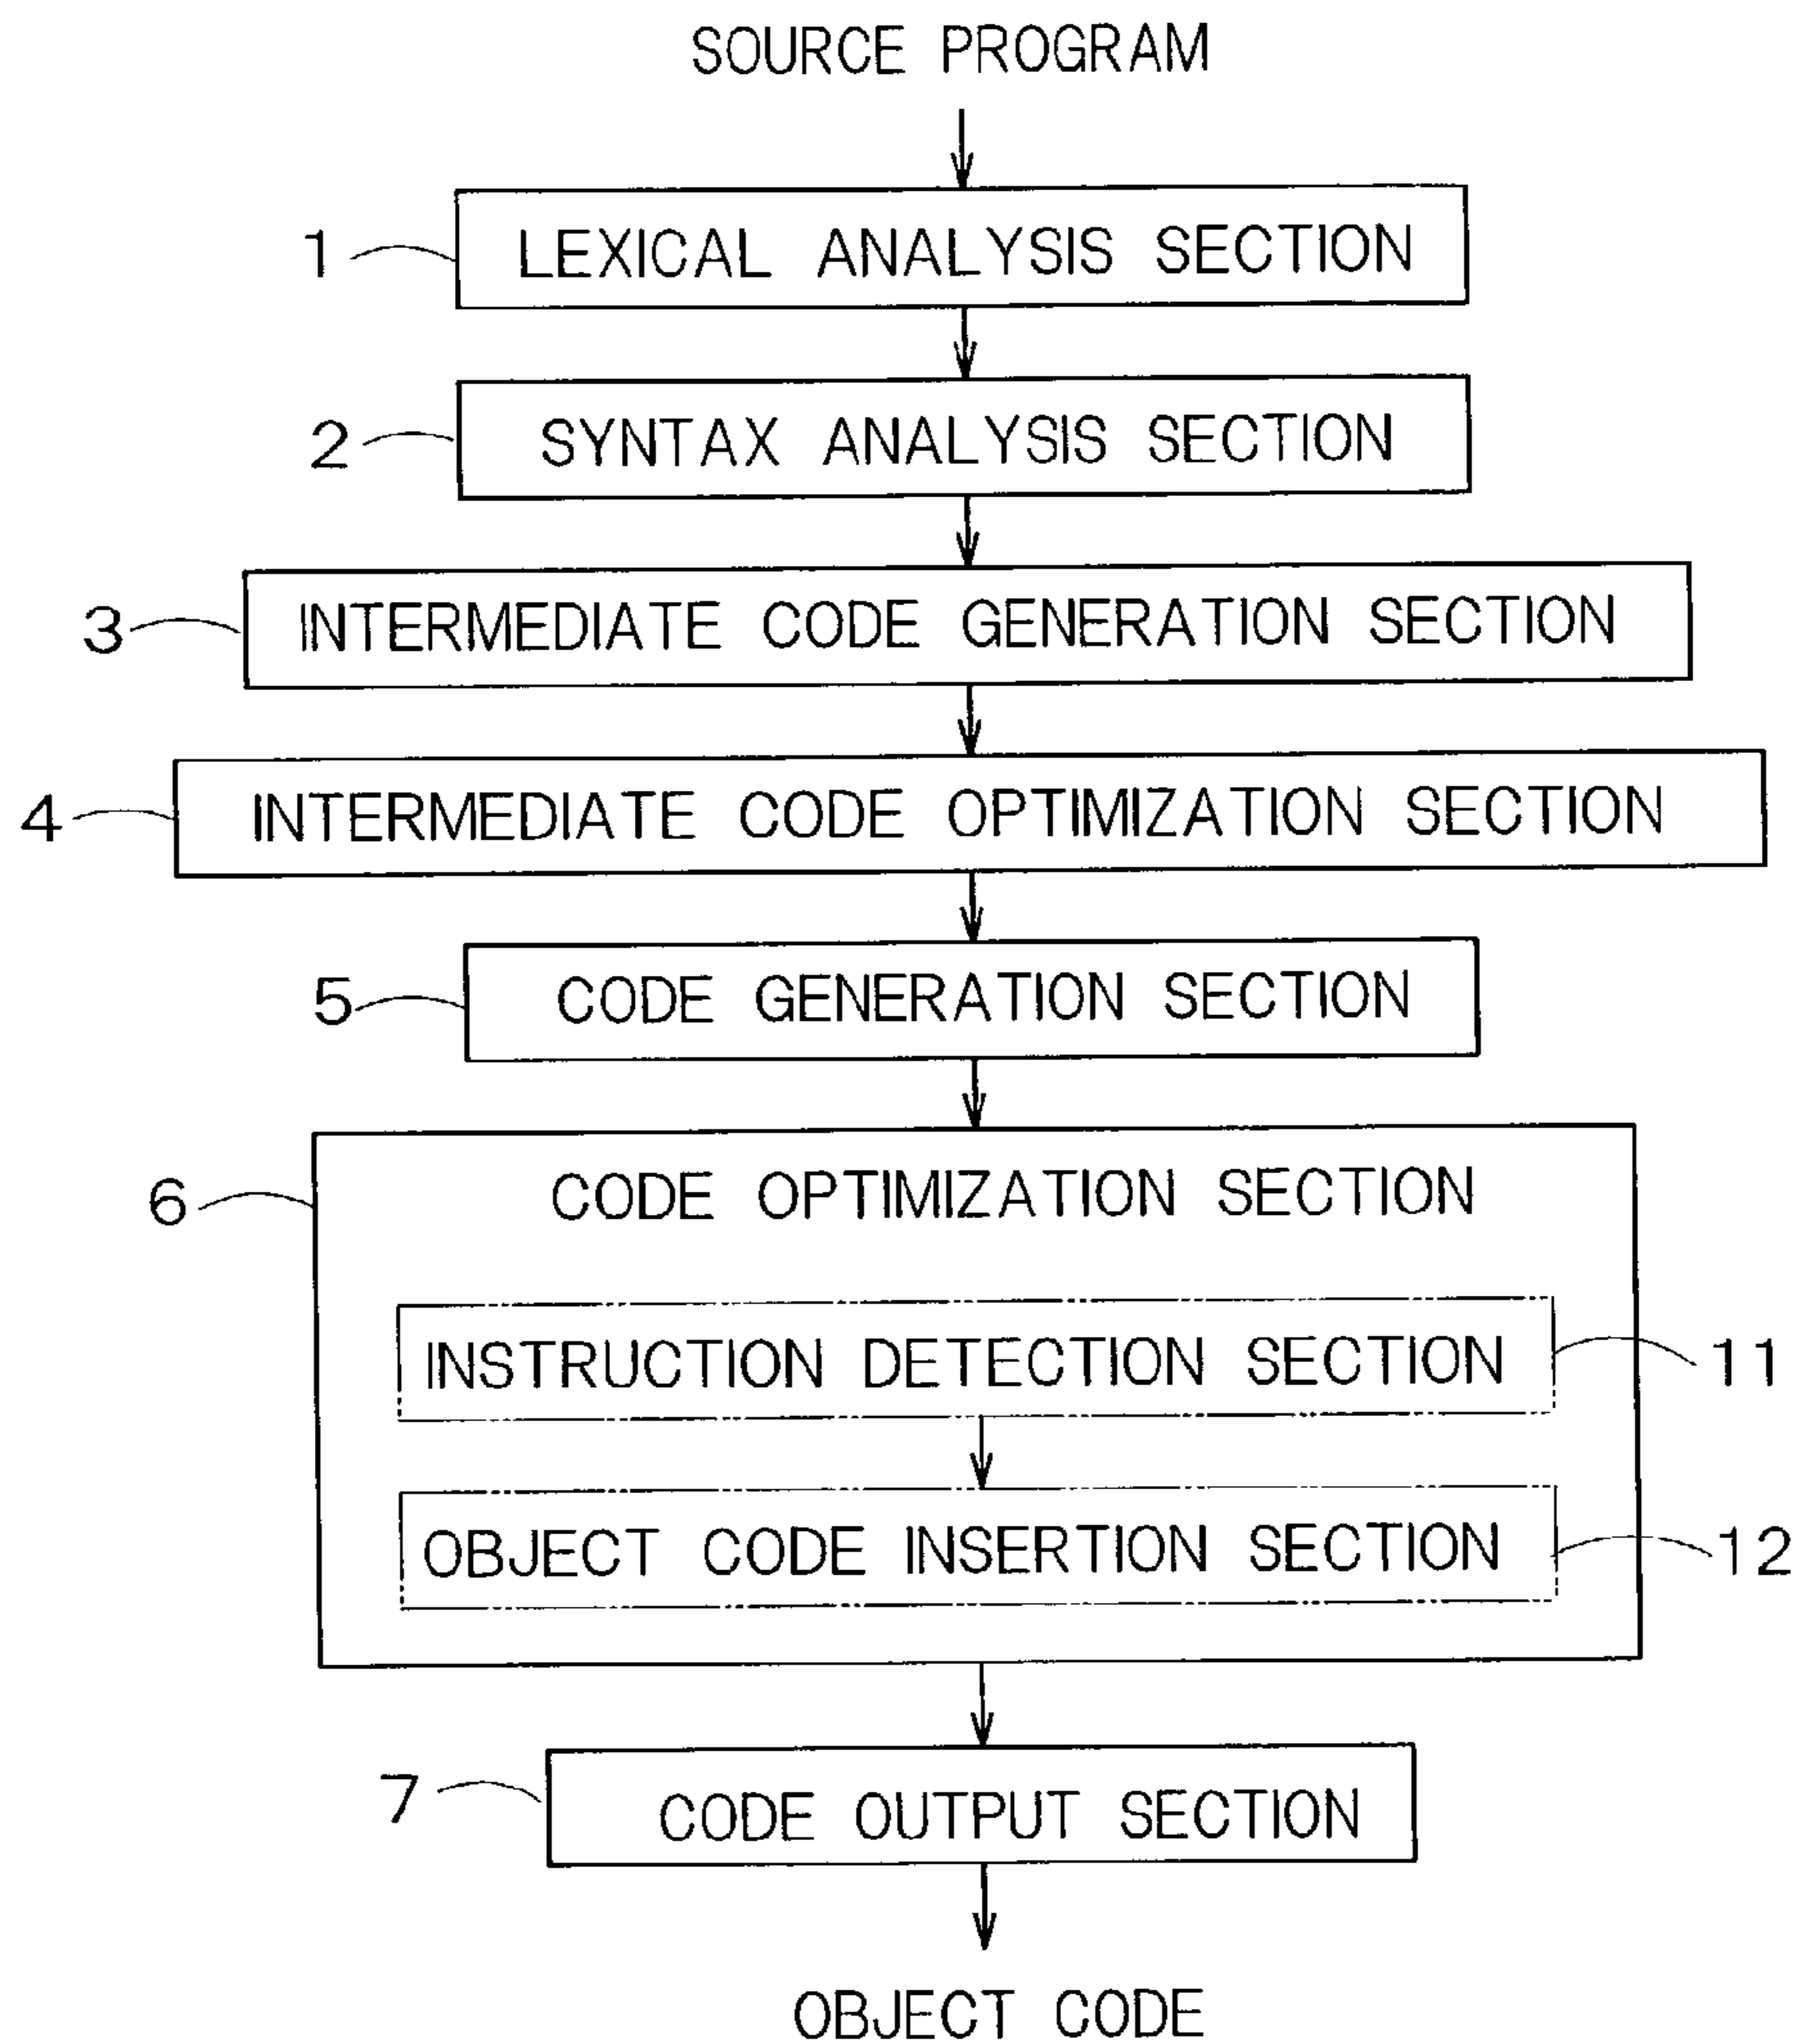 SOURCE PROGRAM
1 LEXICAL ANALYSIS SECTION
2 SYNTAX ANALYSIS SECTION
3 INTERMEDIATE CODE GENERATION SECTION
4 INTERMEDIATE CODE OPTIMIZATION SECTION
5 CODE GENERATION SECTION
6 CODE OPTIMIZATION SECTION
INSTRUCTION DETECTION SECTION 11
OBJECT CODE INSERTION SECTION 12
7 CODE OUTPUT SECTION
OBJECT CODE